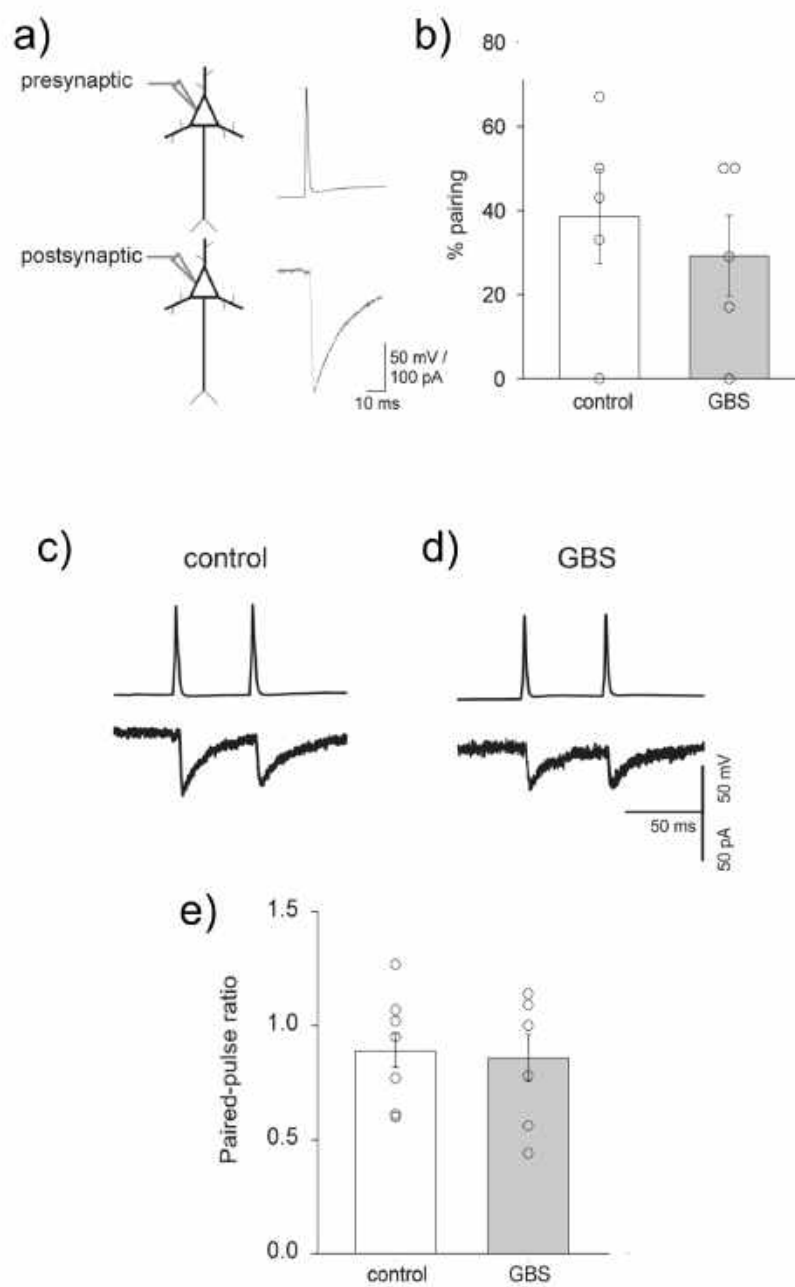 a)
presynaptic
postsynaptic
50 mV /
100 pA
10 ms
b)
80
60
40
20
0
% pairing
control
GBS
c)
control
d)
GBS
50 mV
50 ms
50 pA
e)
1.5
1.0
0.5
0.0
Paired-pulse ratio
control
GBS